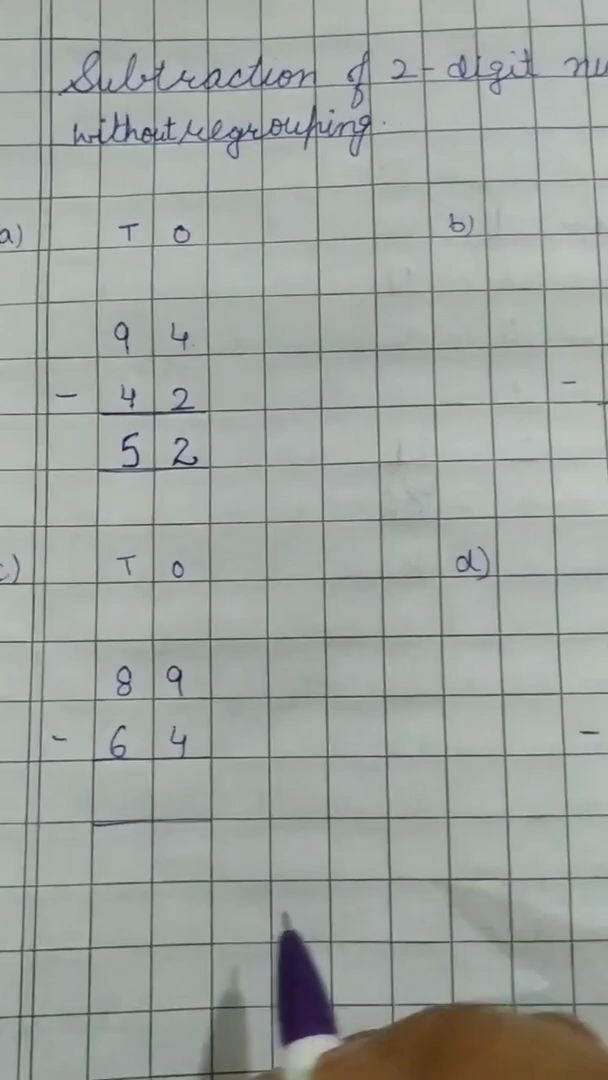 Subtraction of 2-digit
without regrouping.
a) T O b)
9 4
- 4 2 -
5 2
c) T O d)
8 9
- 6 4 -